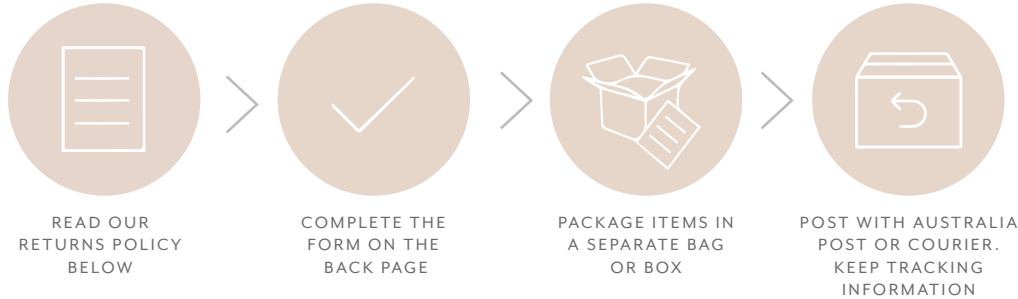 READ OUR
RETURNS POLICY
BELOW
COMPLETE THE
FORM ON THE
BACK PAGE
PACKAGE ITEMS IN
A SEPARATE BAG
OR BOX
POST WITH AUSTRALIA
POST OR COURIER.
KEEP TRACKING
INFORMATION